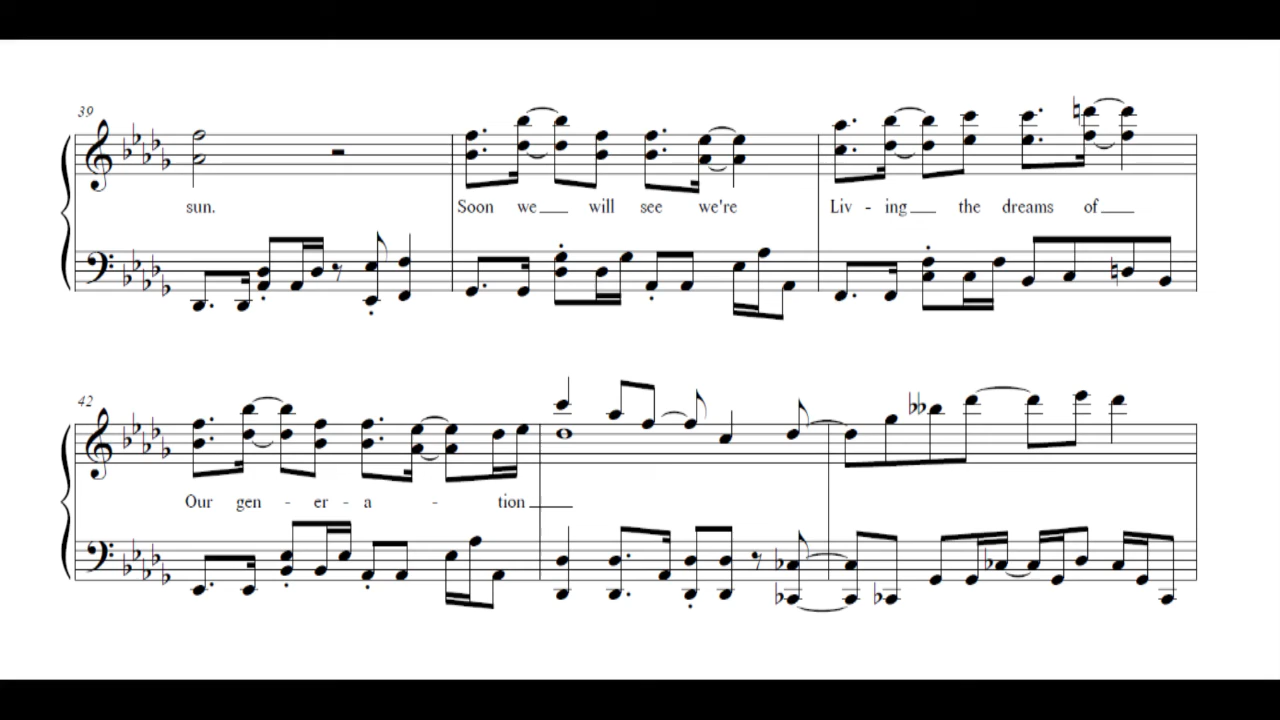 39
sun. Soon we will see we're Liv - ing the dreams of
42
Our gen - er - a - tion